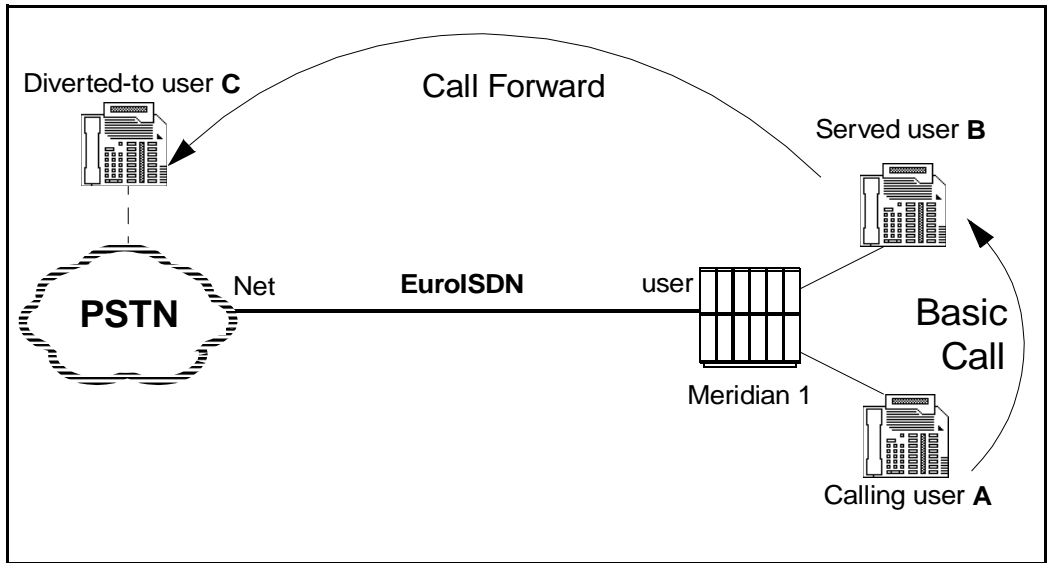 Diverted-to user C
Call Forward
Served user B
PSTN
Net
EuroISDN
user
Meridian 1
Basic
Call
Calling user A